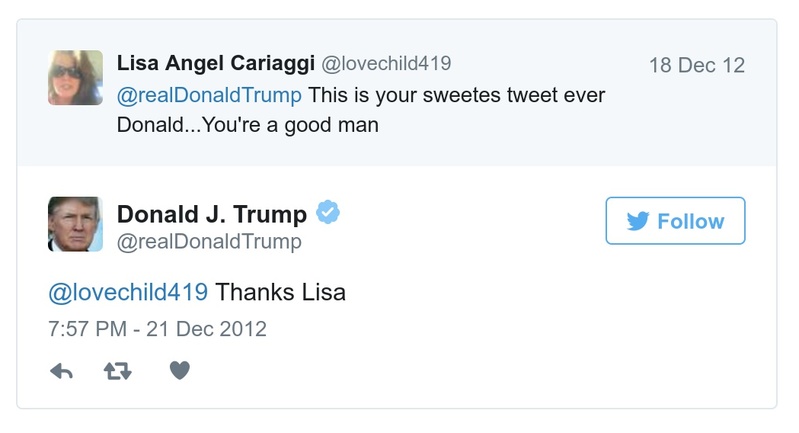 Lisa Angel Cariaggi @lovechild419 18 Dec 12
@realDonaldTrump This is your sweetes tweet ever
Donald...You're a good man
Donald J. Trump
@realDonaldTrump
Follow
@lovechild419 Thanks Lisa
7:57 PM - 21 Dec 2012